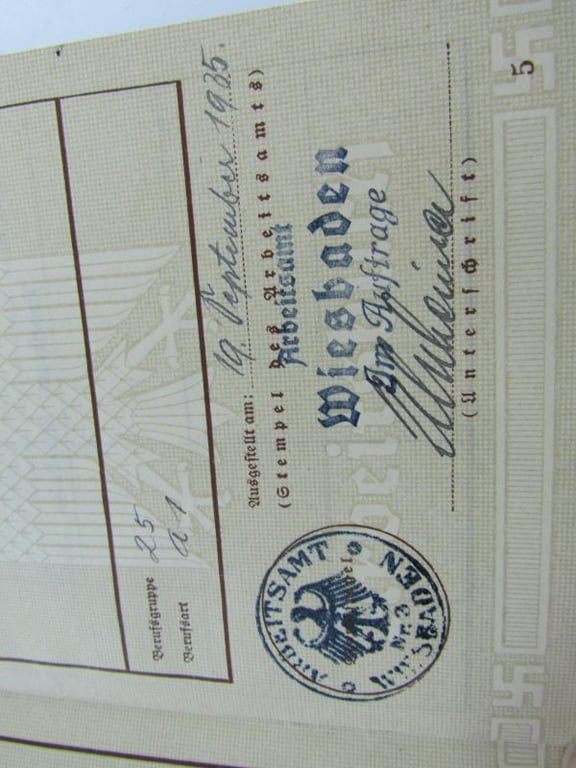 Berufsgruppe 25
Berufsart a 1
Ausgestellt am: 19. September 1935.
(Stempel des Arbeitsamts)
Arbeitsamt
Wiesbaden
Im Auftrage
(Unterschrift)
ARBEITSAMT
Nr. 3
WIESBADEN
5